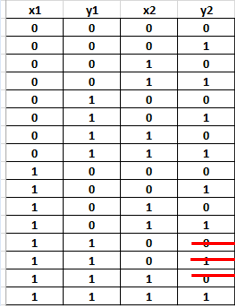 x1 y1 x2 y2
0 0 0 0
0 0 0 1
0 0 1 0
0 0 1 1
0 1 0 0
0 1 0 1
0 1 1 0
0 1 1 1
1 0 0 0
1 0 0 1
1 0 1 0
1 0 1 1
1 1 0 0
1 1 0 1
1 1 1 0
1 1 1 1